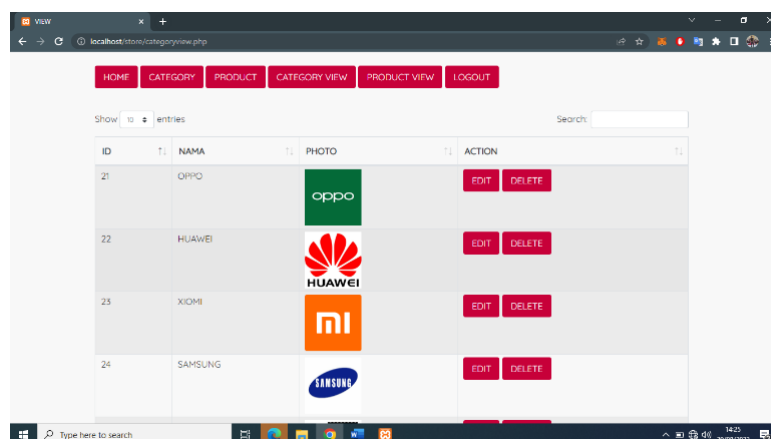 VIEW
localhost/store/categoryview.php
HOME CATEGORY PRODUCT CATEGORY VIEW PRODUCT VIEW LOGOUT
Show 10 entries Search:
ID NAMA PHOTO ACTION
21 OPPO oppo EDIT DELETE
22 HUAWEI HUAWEI EDIT DELETE
23 XIOMI mi EDIT DELETE
24 SAMSUNG SAMSUNG EDIT DELETE
Type here to search 14:25